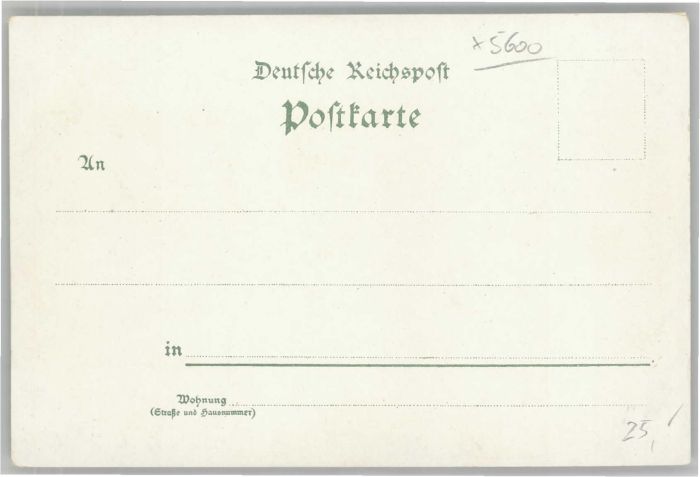 x5600
Deutsche Reichspost
Postkarte
An
in
Wohnung
(Straße und Hausnummer)
25,